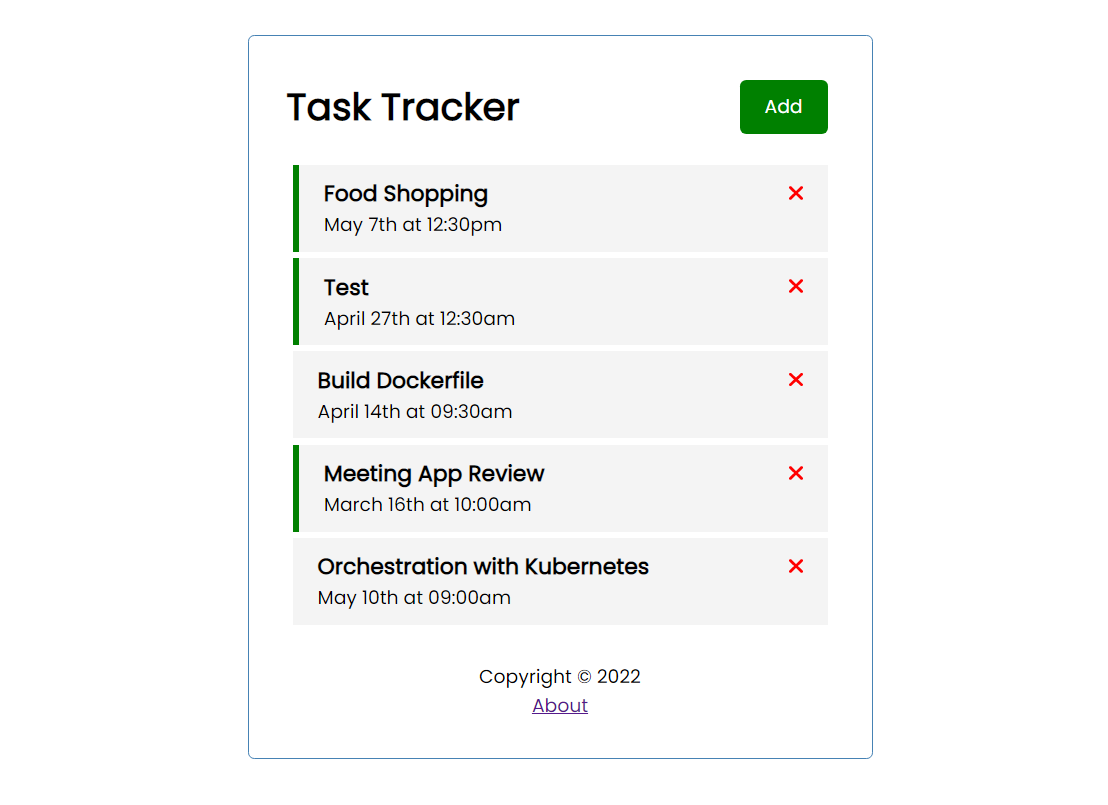 Task Tracker
Add
Food Shopping
May 7th at 12:30pm
Test
April 27th at 12:30am
Build Dockerfile
April 14th at 09:30am
Meeting App Review
March 16th at 10:00am
Orchestration with Kubernetes
May 10th at 09:00am
Copyright © 2022
About